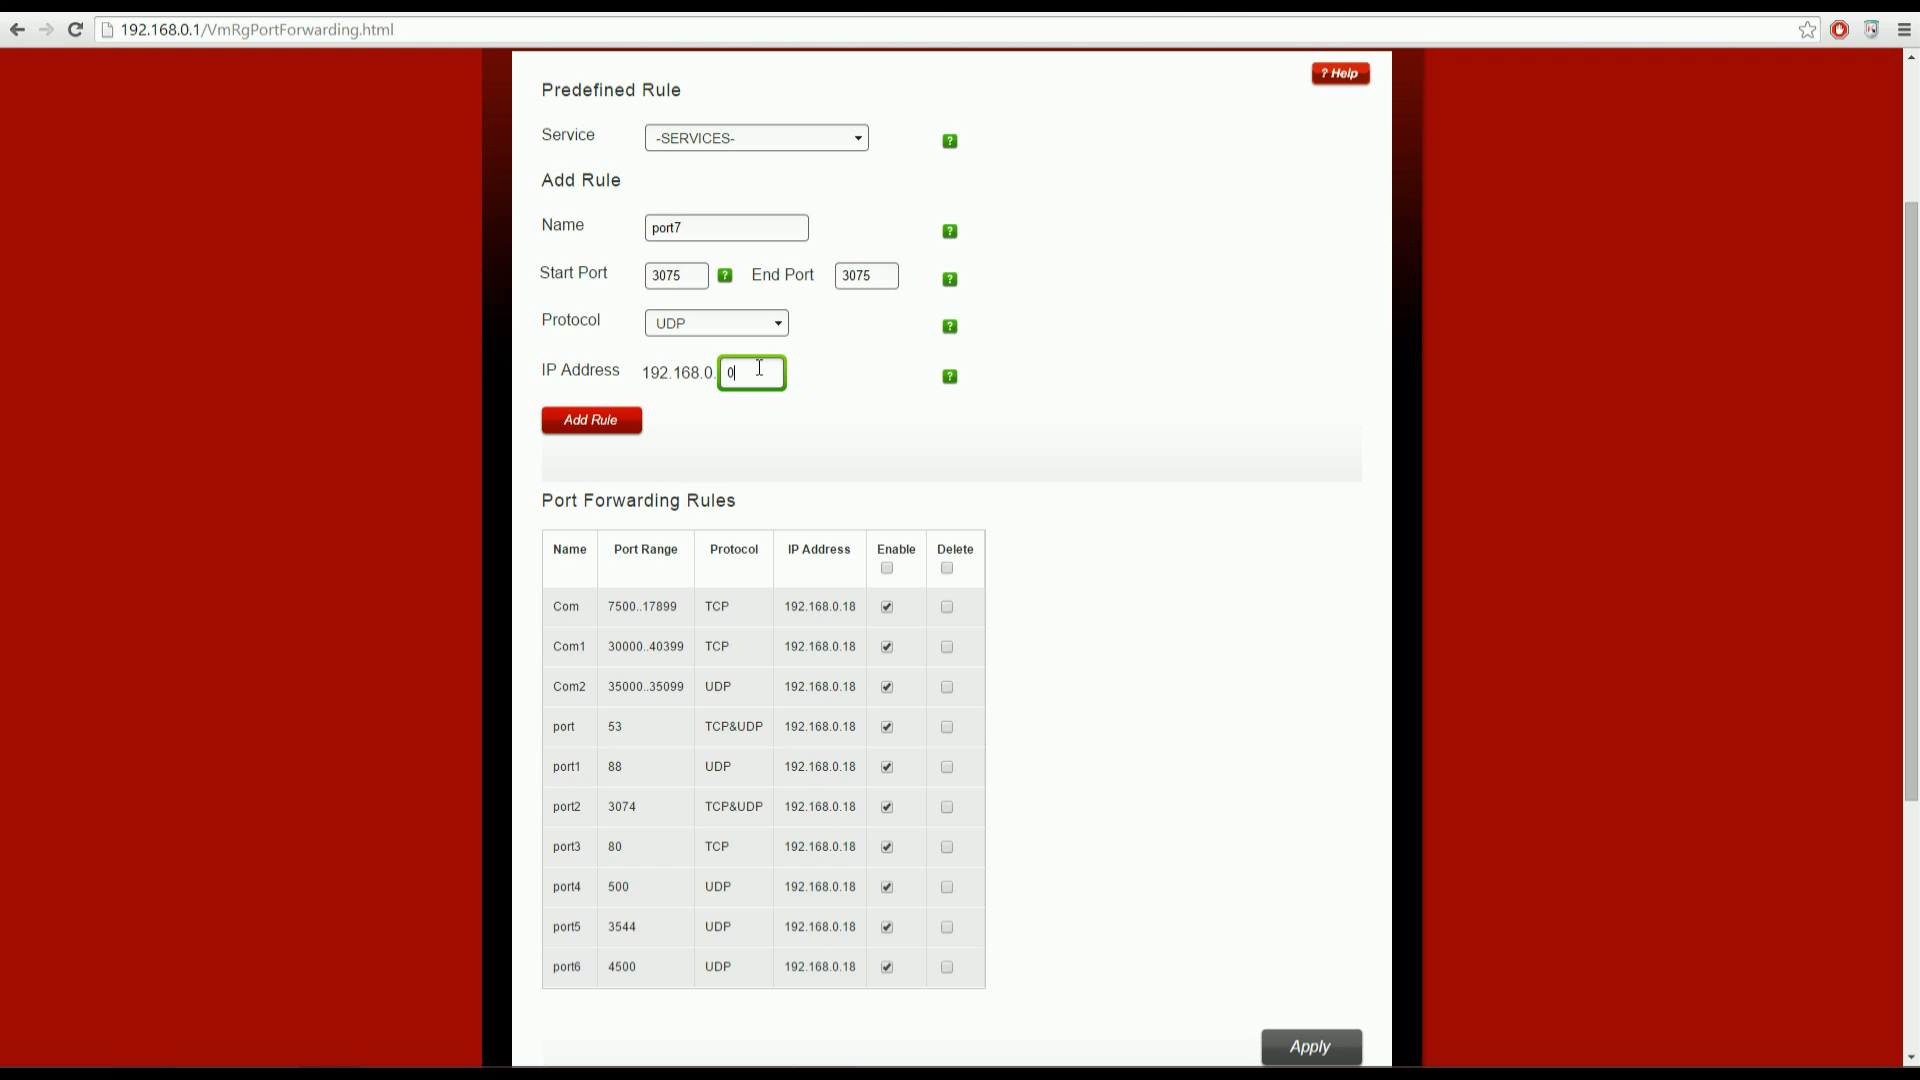 192.168.0.1/VmRgPortForwarding.html
? Help
Predefined Rule
Service -SERVICES- ?
Add Rule
Name port7 ?
Start Port 3075 ? End Port 3075 ?
Protocol UDP ?
IP Address 192.168.0. 0 ?
Add Rule
Port Forwarding Rules
Name Port Range Protocol IP Address Enable Delete
Com 7500..17899 TCP 192.168.0.18
Com1 30000..40399 TCP 192.168.0.18
Com2 35000..35099 UDP 192.168.0.18
port 53 TCP&UDP 192.168.0.18
port1 88 UDP 192.168.0.18
port2 3074 TCP&UDP 192.168.0.18
port3 80 TCP 192.168.0.18
port4 500 UDP 192.168.0.18
port5 3544 UDP 192.168.0.18
port6 4500 UDP 192.168.0.18
Apply